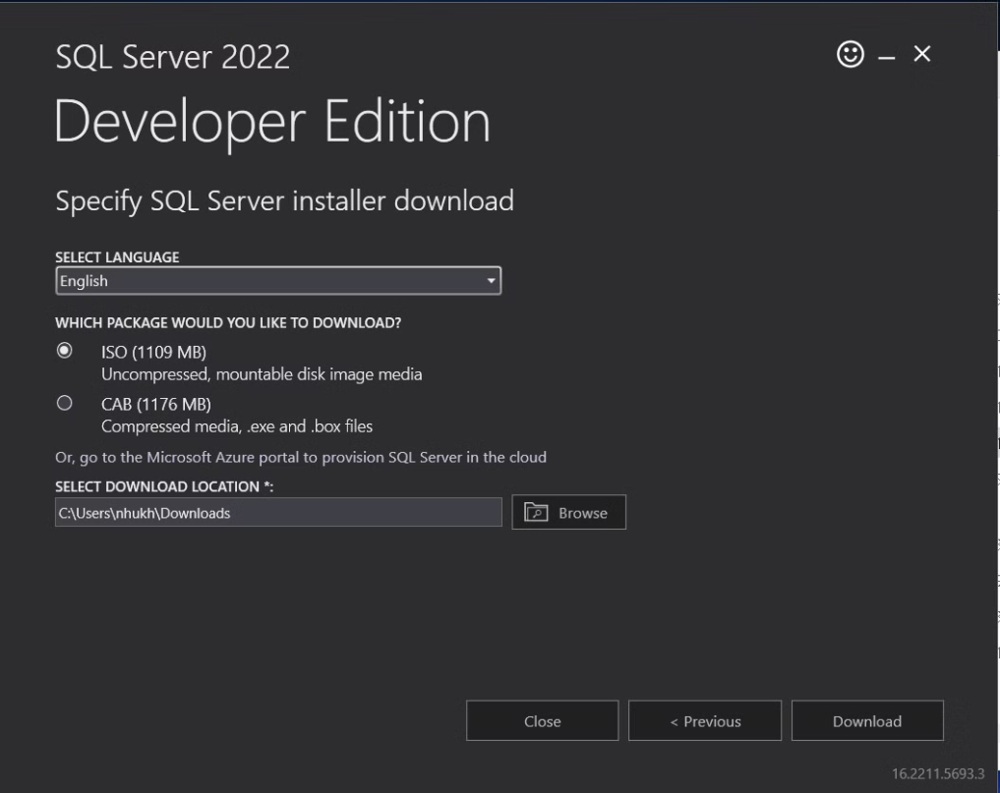 SQL Server 2022
Developer Edition
Specify SQL Server installer download
SELECT LANGUAGE
English
WHICH PACKAGE WOULD YOU LIKE TO DOWNLOAD?
ISO (1109 MB)
Uncompressed, mountable disk image media
CAB (1176 MB)
Compressed media, .exe and .box files
Or, go to the Microsoft Azure portal to provision SQL Server in the cloud
SELECT DOWNLOAD LOCATION *:
C:\Users\nhukh\Downloads
Browse
Close
< Previous
Download
16.2211.5693.3